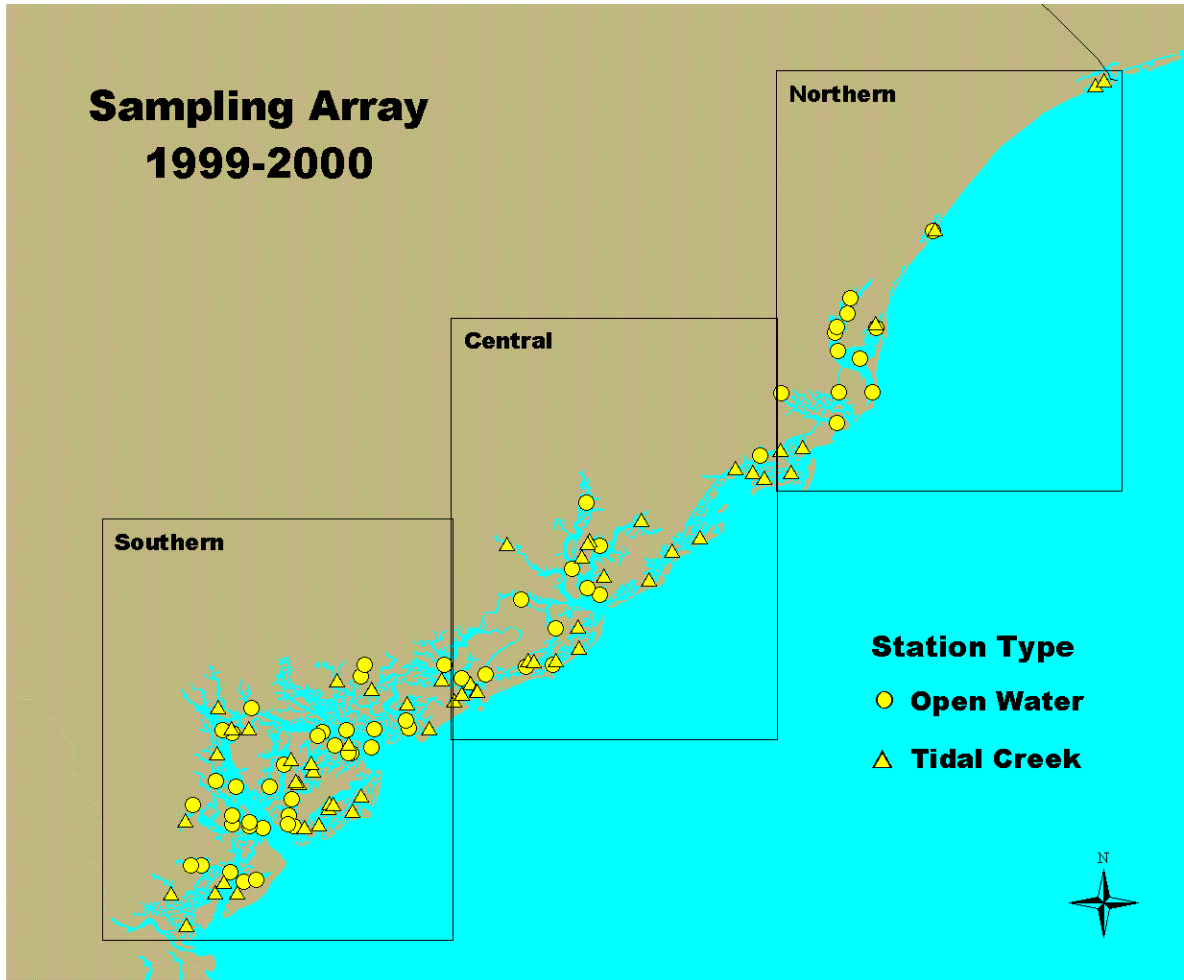 Sampling Array
1999-2000
Northern
Central
Southern
Station Type
Open Water
Tidal Creek
N